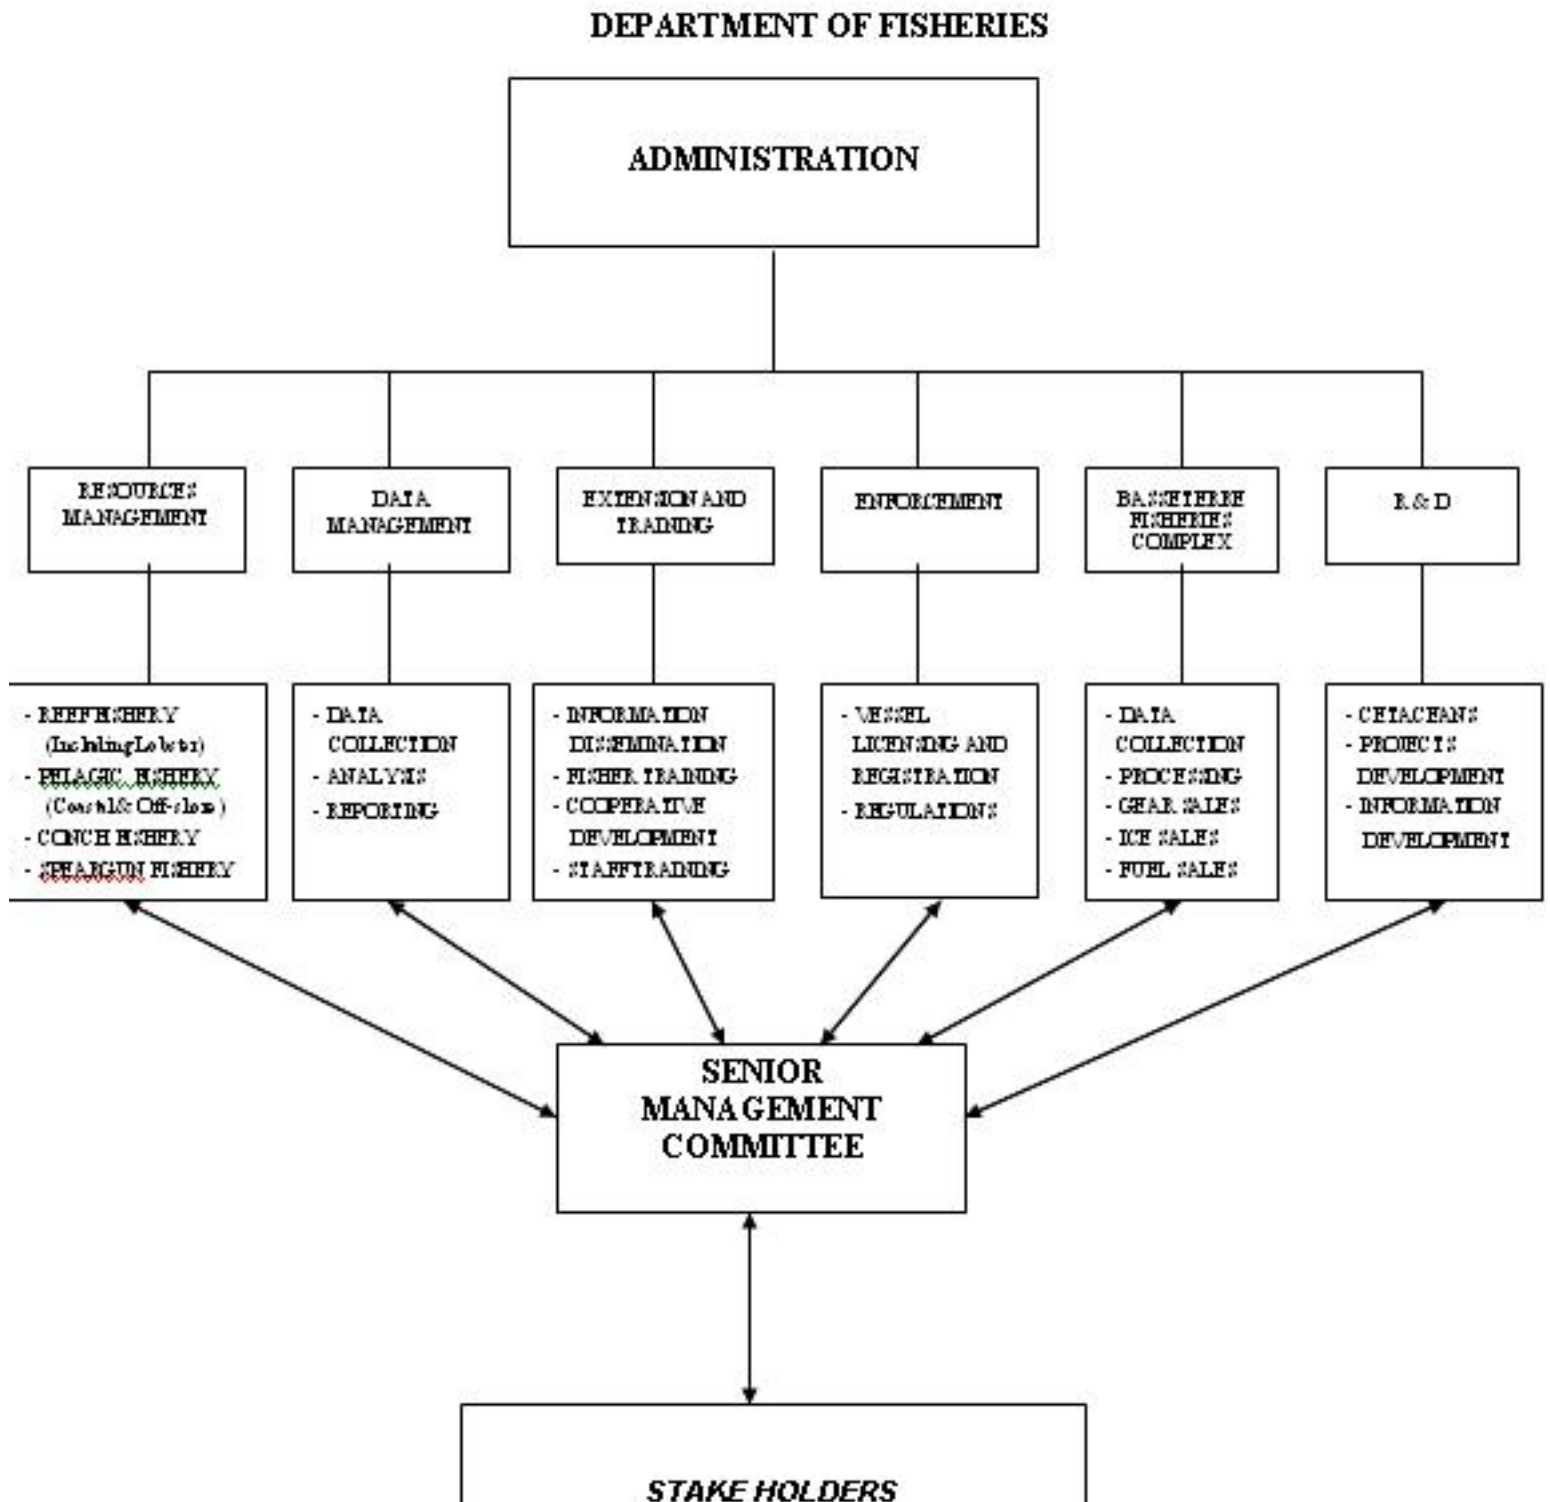 DEPARTMENT OF FISHERIES
ADMINISTRATION
RESOURCES
MANAGEMENT
DATA
MANAGEMENT
EXTENSION AND
TRAINING
ENFORCEMENT
BASSETERRE
FISHERIES
COMPLEX
R & D
- REEF FISHERY
(Including Lobster)
- PELAGIC FISHERY
(Coastal & Off-shore)
- CONCH FISHERY
- SPEARGUN FISHERY
- DATA
COLLECTION
- ANALYSIS
- REPORTING
- INFORMATION
DISSEMINATION
- FISHER TRAINING
- COOPERATIVE
DEVELOPMENT
- STAFF TRAINING
- VESSEL
LICENSING AND
REGISTRATION
- REGULATIONS
- DATA
COLLECTION
- PROCESSING
- GEAR SALES
- ICE SALES
- FUEL SALES
- CETACEANS
- PROJECTS
DEVELOPMENT
- INFORMATION
DEVELOPMENT
SENIOR
MANAGEMENT
COMMITTEE
STAKE HOLDERS